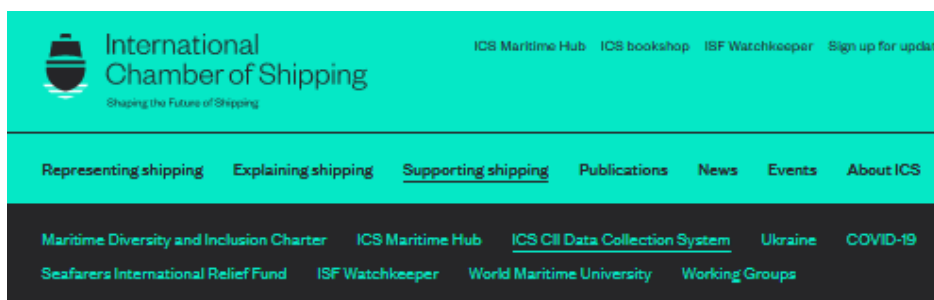 International
Chamber of Shipping
Shaping the Future of Shipping
ICS Maritime Hub ICS bookshop ISF Watchkeeper Sign up for
Representing shipping Explaining shipping Supporting shipping Publications News Events About ICS
Maritime Diversity and Inclusion Charter ICS Maritime Hub ICS CII Data Collection System Ukraine COVID-19
Seafarers International Relief Fund ISF Watchkeeper World Maritime University Working Groups